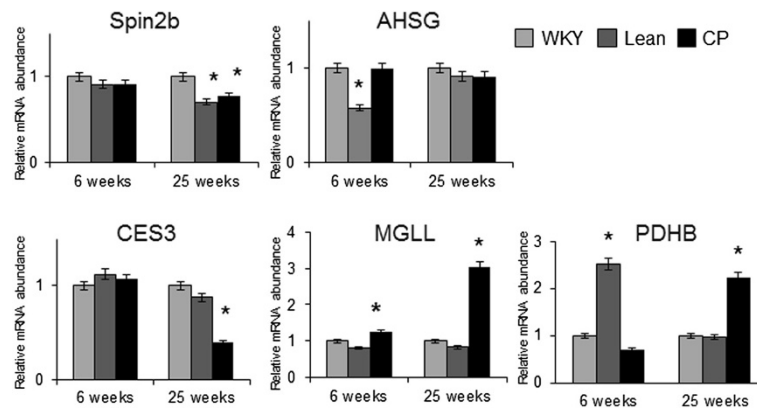 Spin2b
Relative mRNA abundance
1
0
*
*
6 weeks
25 weeks
AHSG
Relative mRNA abundance
1
0
*
6 weeks
25 weeks
WKY
Lean
CP
CES3
Relative mRNA abundance
1
0
*
6 weeks
25 weeks
MGLL
Relative mRNA abundance
4
3
2
1
0
*
*
6 weeks
25 weeks
PDHB
Relative mRNA abundance
3
2
1
0
*
*
6 weeks
25 weeks